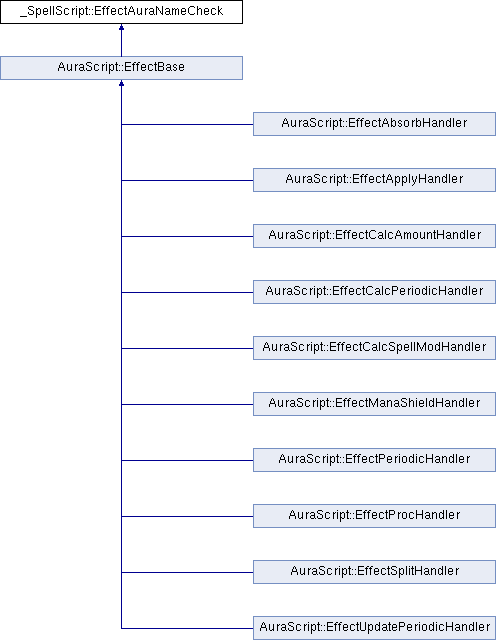 _SpellScript::EffectAuraNameCheck
AuraScript::EffectBase
AuraScript::EffectAbsorbHandler
AuraScript::EffectApplyHandler
AuraScript::EffectCalcAmountHandler
AuraScript::EffectCalcPeriodicHandler
AuraScript::EffectCalcSpellModHandler
AuraScript::EffectManaShieldHandler
AuraScript::EffectPeriodicHandler
AuraScript::EffectProcHandler
AuraScript::EffectSplitHandler
AuraScript::EffectUpdatePeriodicHandler